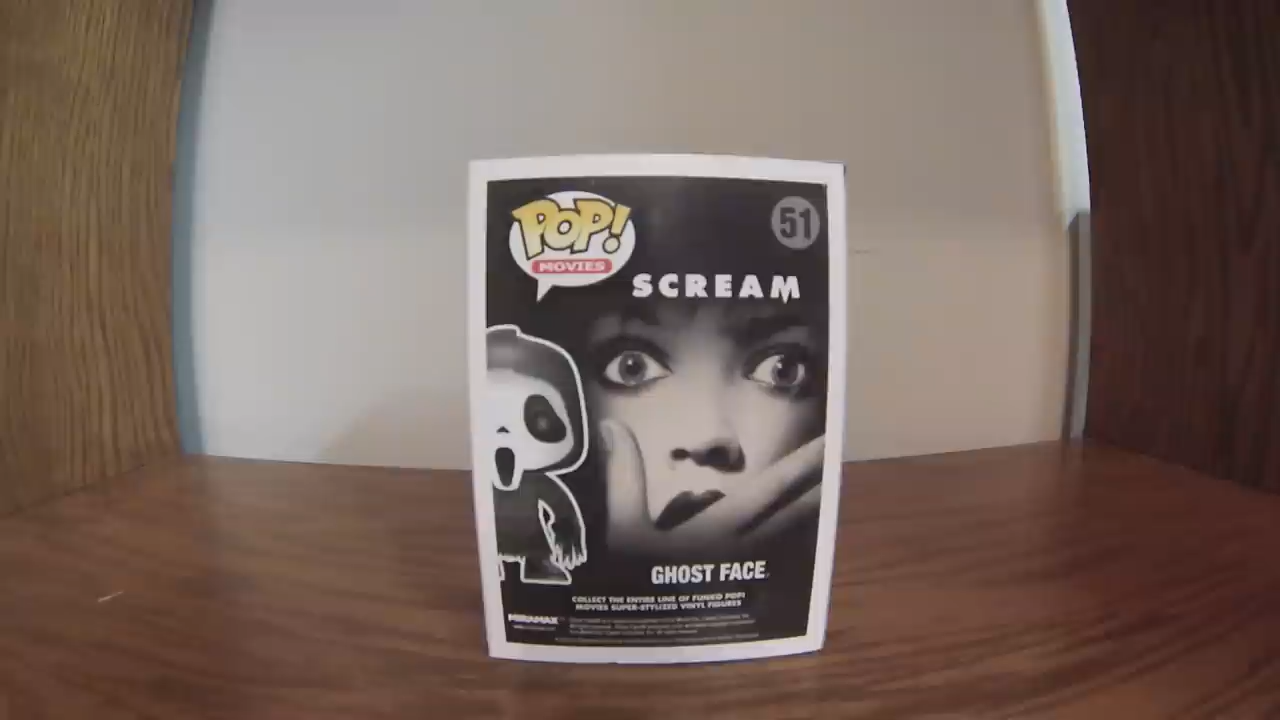 POP!
MOVIES
51
SCREAM
GHOST FACE
COLLECT THE ENTIRE LINE OF FUNKO POP!
MOVIES SUPER-STYLIZED VINYL FIGURES
MIRAMAX